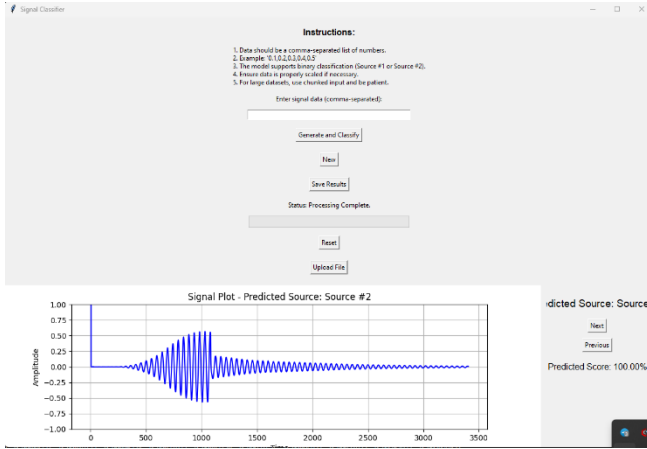 Signal Classifier
Instructions:
1. Data should be a comma-separated list of numbers.
2. Example: '0.1,0.2,0.3,0.4,0.5'
3. The model supports binary classification (Source #1 or Source #2).
4. Ensure data is properly scaled if necessary.
5. For large datasets, use chunked input and be patient.
Enter signal data (comma-separated):
Generate and Classify
New
Save Results
Status: Processing Complete.
Reset
Upload File
Signal Plot - Predicted Source: Source #2
1.00
0.75
0.50
0.25
0.00
−0.25
−0.50
−0.75
−1.00
Amplitude
0 500 1000 1500 2000 2500 3000 3500
dicted Source: Source
Next
Previous
Predicted Score: 100.00%